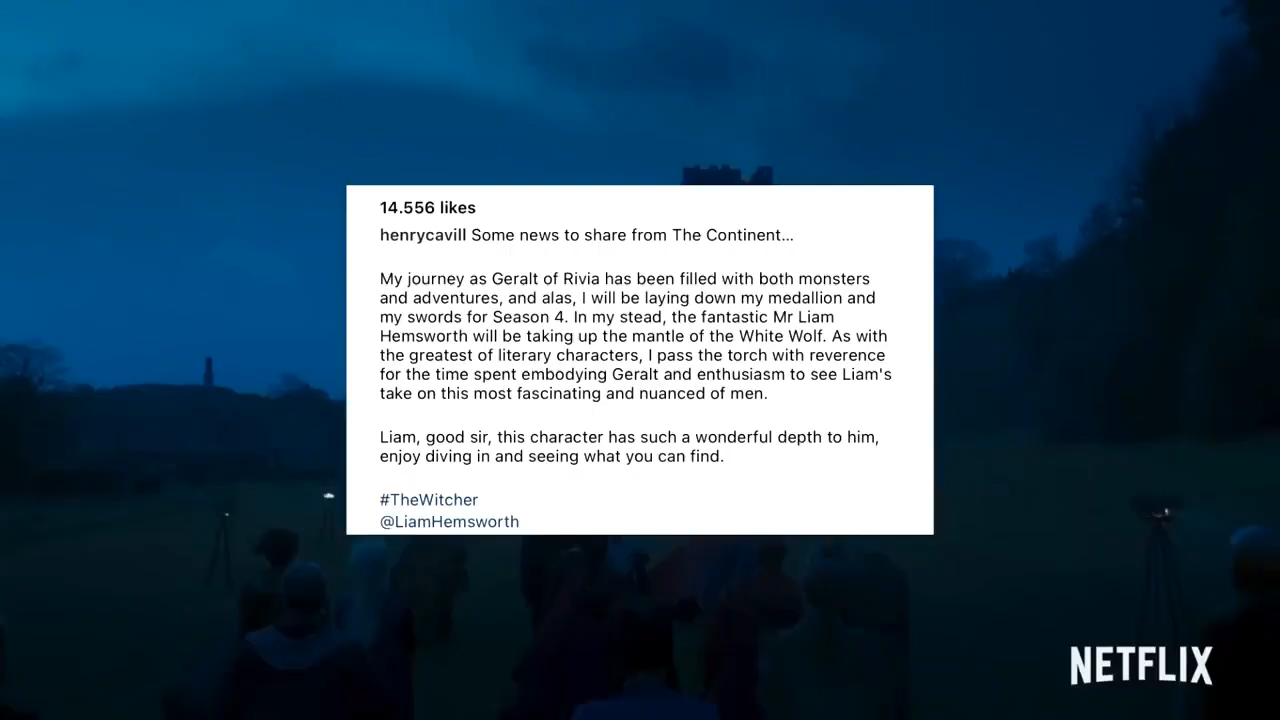 14.556 likes
henrycavill Some news to share from The Continent...
My journey as Geralt of Rivia has been filled with both monsters
and adventures, and alas, I will be laying down my medallion and
my swords for Season 4. In my stead, the fantastic Mr Liam
Hemsworth will be taking up the mantle of the White Wolf. As with
the greatest of literary characters, I pass the torch with reverence
for the time spent embodying Geralt and enthusiasm to see Liam's
take on this most fascinating and nuanced of men.
Liam, good sir, this character has such a wonderful depth to him,
enjoy diving in and seeing what you can find.
#TheWitcher
@LiamHemsworth
NETFLIX